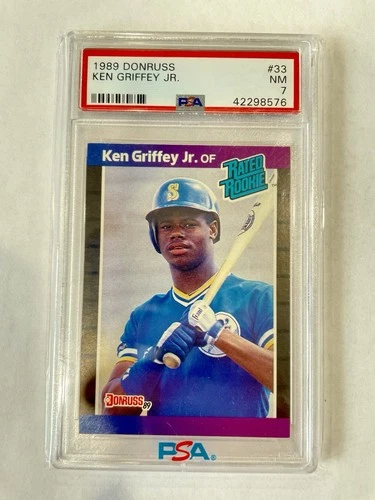 1989 DONRUSS #33
KEN GRIFFEY JR. NM
7
PSA 42298576
Ken Griffey Jr. OF
RATED
ROOKIE
S
DONRUSS 89
PSA®